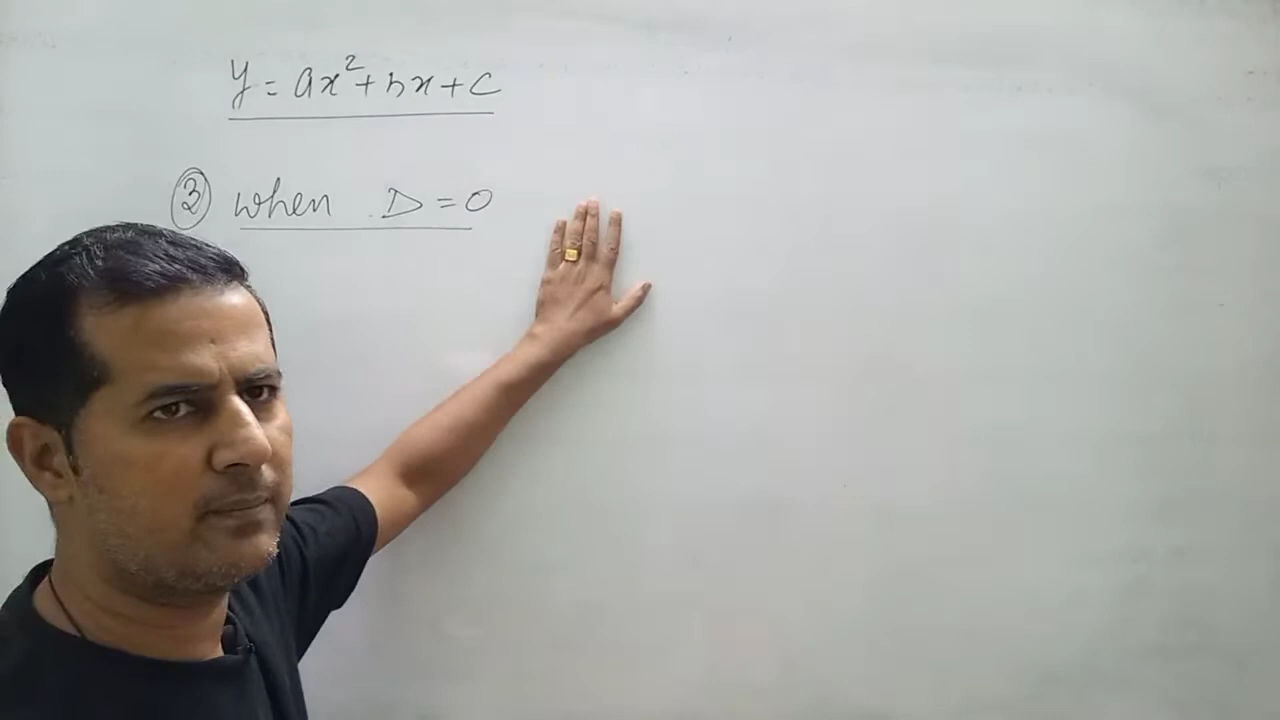 y = ax² + bx + c
③ when D = 0